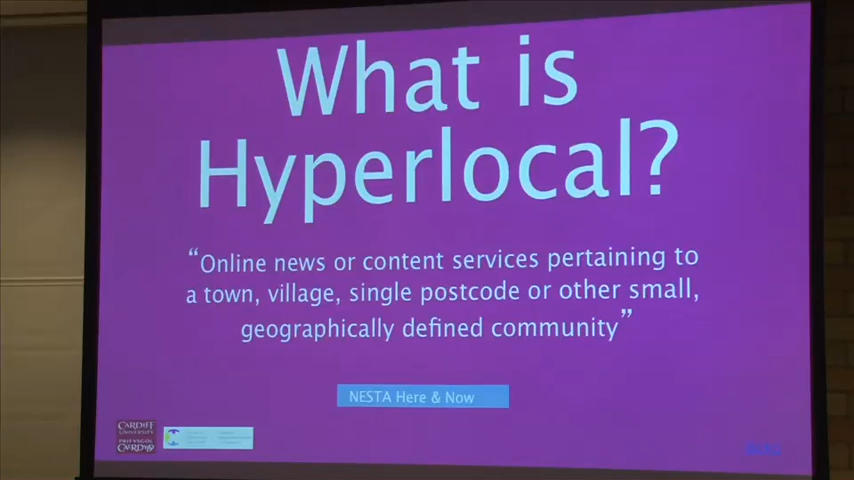 What is
Hyperlocal?
“Online news or content services pertaining to
a town, village, single postcode or other small,
geographically defined community”
NESTA Here & Now
CARDIFF
UNIVERSITY
PRIFYSGOL
CAERDYDD